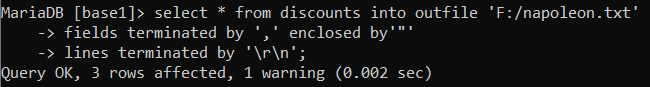 MariaDB [base1]> select * from discounts into outfile 'F:/napoleon.txt'
    -> fields terminated by ',' enclosed by'"'
    -> lines terminated by '\r\n';
Query OK, 3 rows affected, 1 warning (0.002 sec)